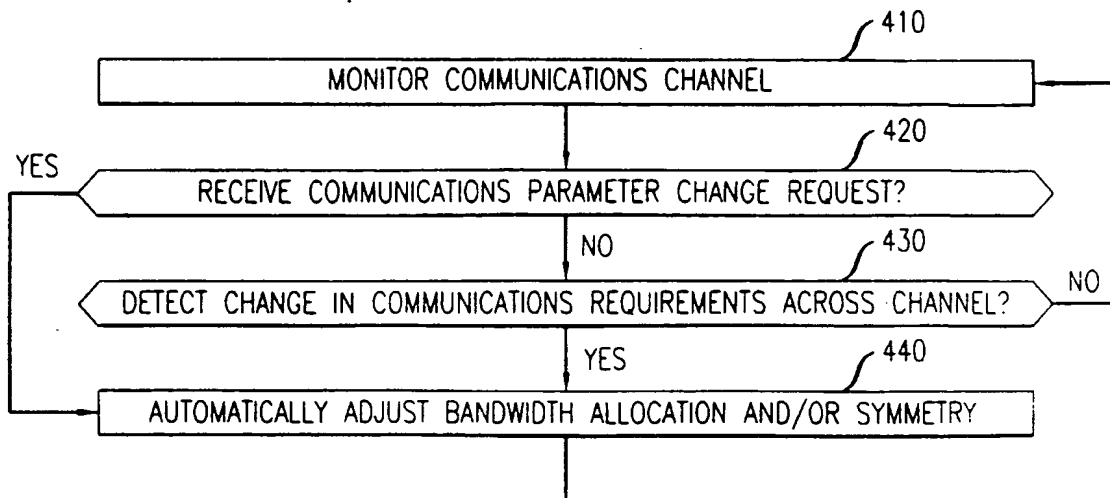 410
MONITOR COMMUNICATIONS CHANNEL
420
YES
RECEIVE COMMUNICATIONS PARAMETER CHANGE REQUEST?
NO
430
DETECT CHANGE IN COMMUNICATIONS REQUIREMENTS ACROSS CHANNEL?
NO
YES
440
AUTOMATICALLY ADJUST BANDWIDTH ALLOCATION AND/OR SYMMETRY